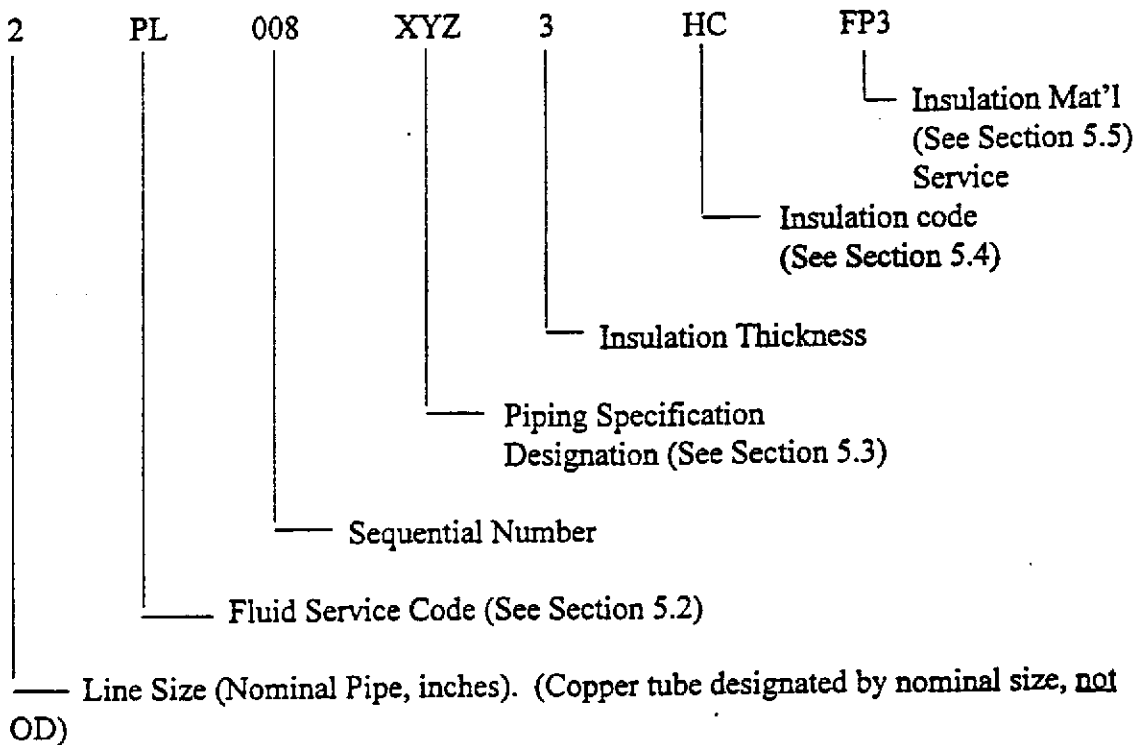 2 PL 008 XYZ 3 HC FP3
Insulation Mat'l
(See Section 5.5)
Service
Insulation code
(See Section 5.4)
Insulation Thickness
Piping Specification
Designation (See Section 5.3)
Sequential Number
Fluid Service Code (See Section 5.2)
Line Size (Nominal Pipe, inches). (Copper tube designated by nominal size, not
OD)